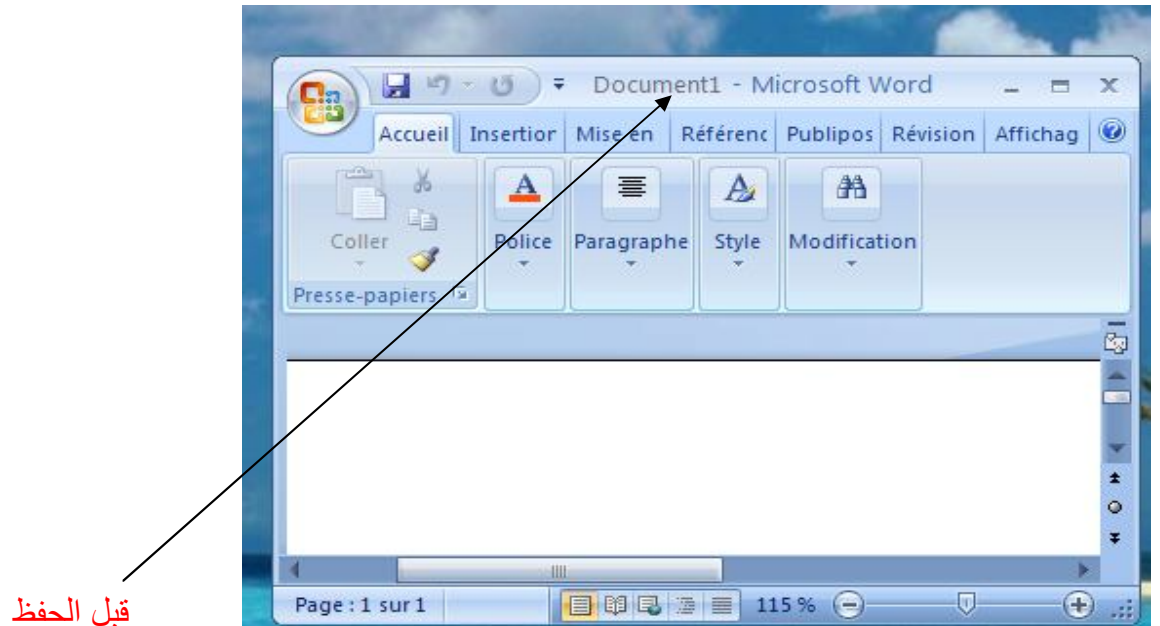 Document1 - Microsoft Word
Accueil Insertior Mise en Référenc Publipos Révision Affichag
Coller Police Paragraphe Style Modification
Presse-papiers
Page : 1 sur 1 115 %
قبل الحفظ